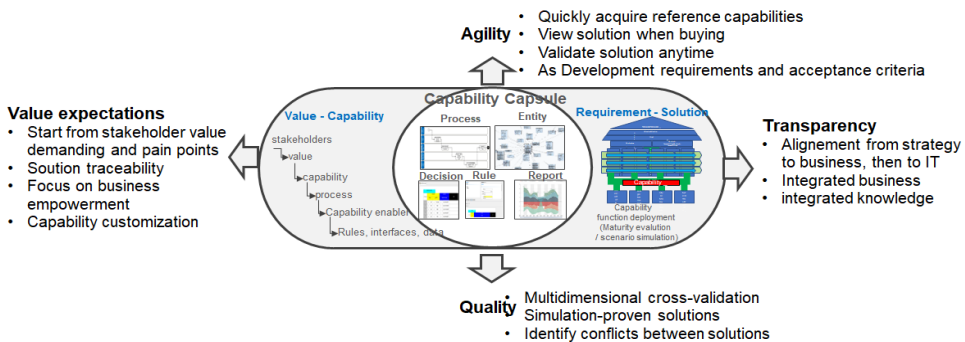 Agility
• Quickly acquire reference capabilities
• View solution when buying
• Validate solution anytime
• As Development requirements and acceptance criteria
Value expectations
• Start from stakeholder value
demanding and pain points
• Soution traceability
• Focus on business
empowerment
• Capability customization
Value - Capability
stakeholders
value
capability
process
Capability enabler
Rules, interfaces, data
Capability Capsule
Process
Entity
Decision
Rule
Report
Requirement - Solution
Capability
Capability
function deployment
(Maturity evalution
/ scenario simulation)
Transparency
• Alignement from strategy
to business, then to IT
• Integrated business
• integrated knowledge
Quality
• Multidimensional cross-validation
• Simulation-proven solutions
• Identify conflicts between solutions